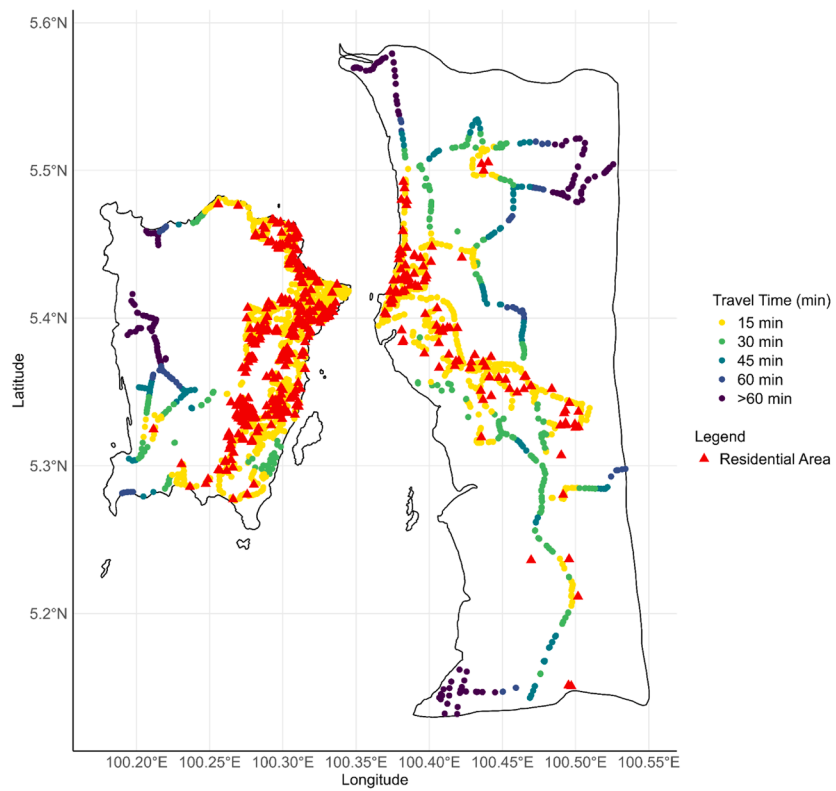 5.6°N
5.5°N
5.4°N
5.3°N
5.2°N
Latitude
100.20°E 100.25°E 100.30°E 100.35°E 100.40°E 100.45°E 100.50°E 100.55°E
Longitude
Travel Time (min)
15 min
30 min
45 min
60 min
>60 min
Legend
Residential Area